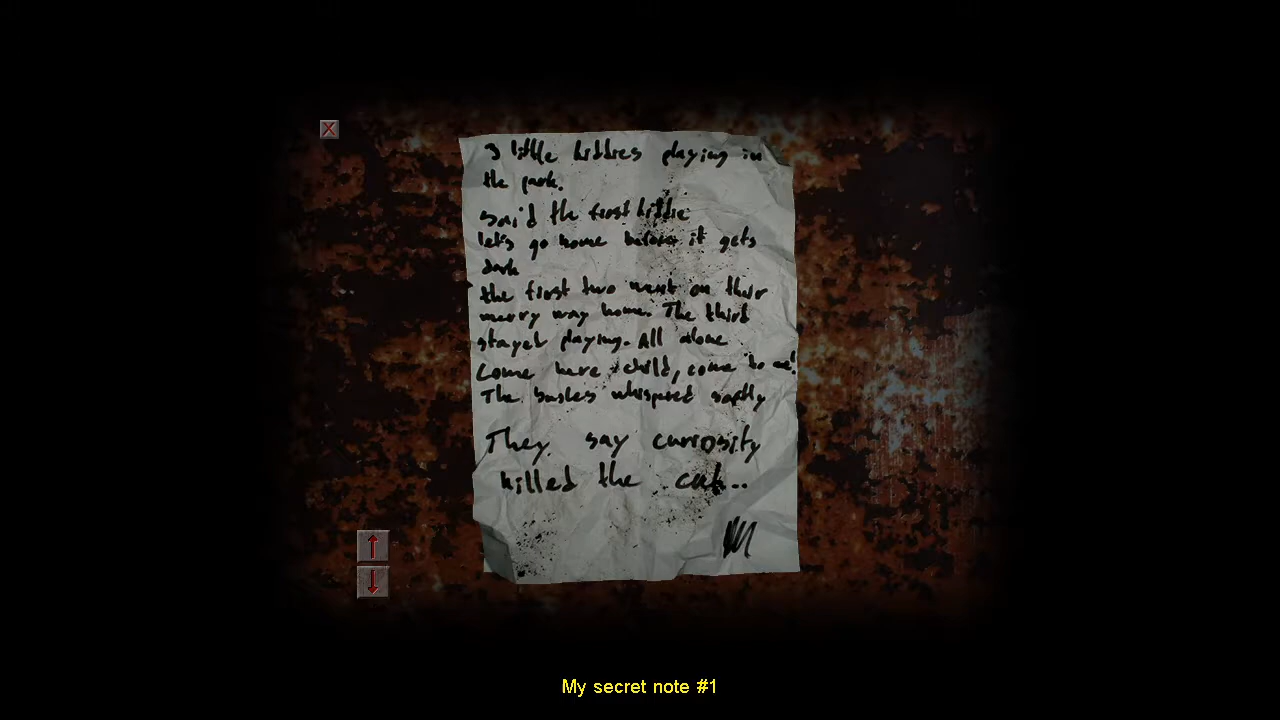 3 little kiddies playing in
the park.
said the first kiddie
let's go home before it gets
dark
the first two went on their
merry way home. The third
stayed playing. All alone
Come here child, come to me!
The bushes whispered softly
They say curiosity
killed the cat..
My secret note #1